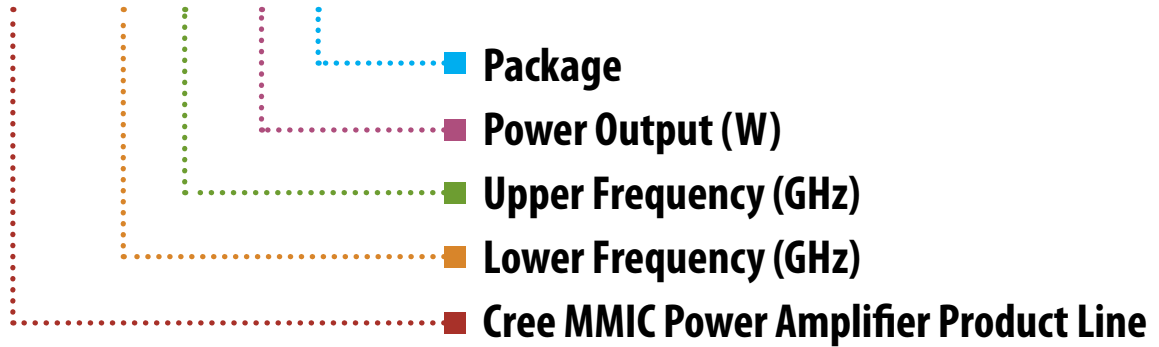 Package
Power Output (W)
Upper Frequency (GHz)
Lower Frequency (GHz)
Cree MMIC Power Amplifier Product Line